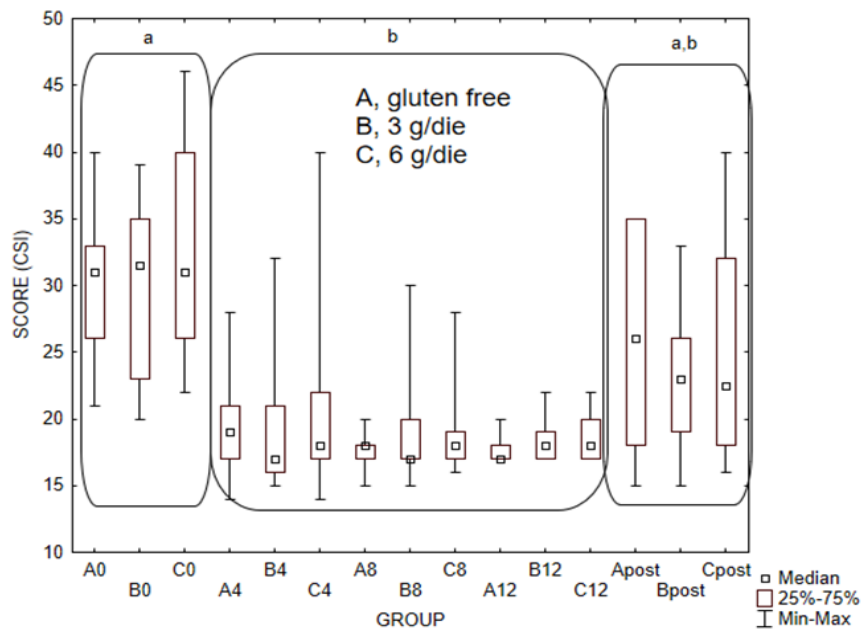 50
45
40
35
30
25
20
15
10
SCORE (CSI)
a
b
a,b
A, gluten free
B, 3 g/die
C, 6 g/die
A0 C0 B4 A8 C8 B12 Apost Cpost
B0 A4 C4 B8 A12 C12 Bpost
GROUP
Median
25%-75%
Min-Max